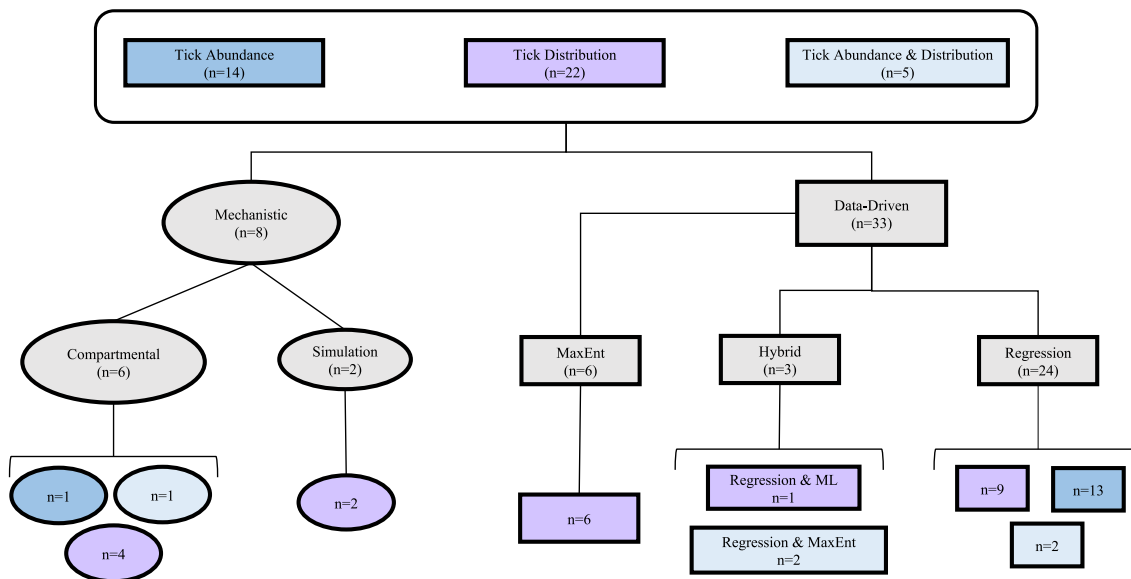 Tick Abundance
(n=14)
Tick Distribution
(n=22)
Tick Abundance & Distribution
(n=5)
Mechanistic
(n=8)
Data-Driven
(n=33)
Compartmental
(n=6)
Simulation
(n=2)
MaxEnt
(n=6)
Hybrid
(n=3)
Regression
(n=24)
n=1
n=1
n=4
n=2
n=6
Regression & ML
n=1
Regression & MaxEnt
n=2
n=9
n=13
n=2